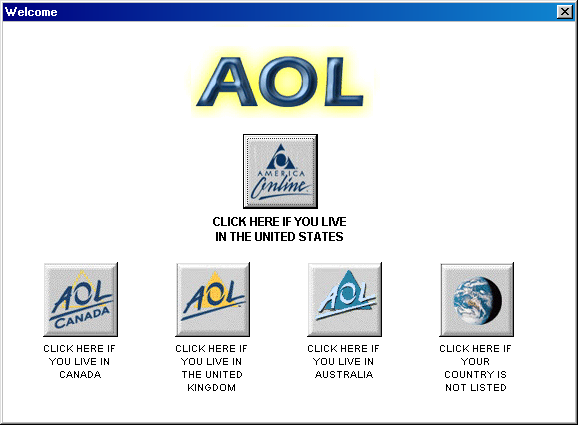 Welcome
AOL
AMERICA
Online
CLICK HERE IF YOU LIVE
IN THE UNITED STATES
AOL
CANADA
CLICK HERE IF
YOU LIVE IN
CANADA
AOL
CLICK HERE IF
YOU LIVE IN
THE UNITED
KINGDOM
AOL
CLICK HERE IF
YOU LIVE IN
AUSTRALIA
CLICK HERE IF
YOUR
COUNTRY IS
NOT LISTED